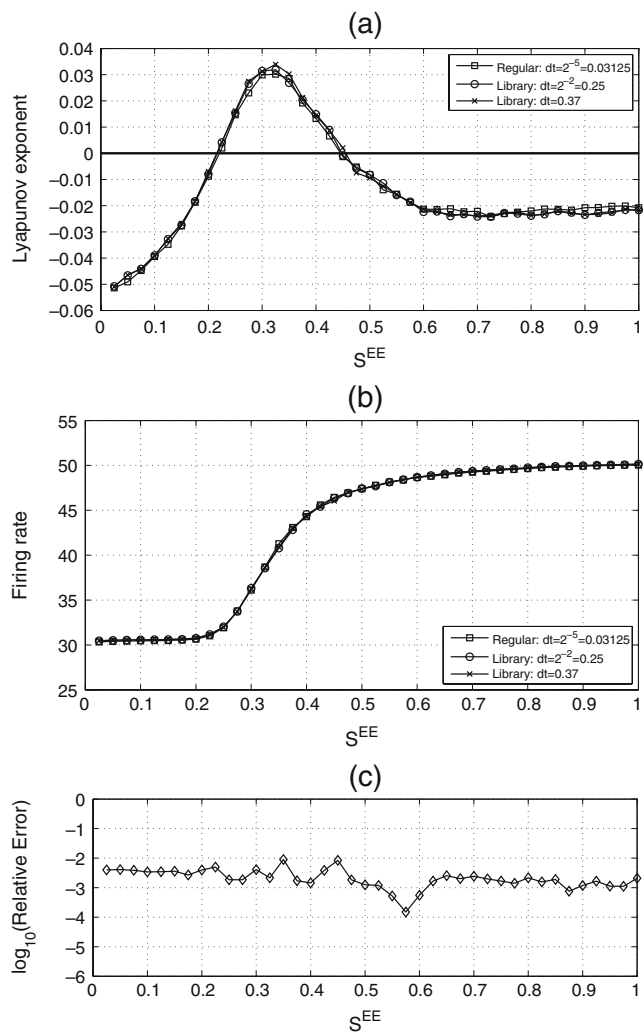 (a)
0.04
0.03
0.02
0.01
0
−0.01
−0.02
−0.03
−0.04
−0.05
−0.06
Lyapunov exponent
Regular: dt=2⁻⁵=0.03125
Library: dt=2⁻²=0.25
Library: dt=0.37
0 0.1 0.2 0.3 0.4 0.5 0.6 0.7 0.8 0.9 1
S^EE
(b)
55
50
45
40
35
30
25
Firing rate
Regular: dt=2⁻⁵=0.03125
Library: dt=2⁻²=0.25
Library: dt=0.37
0 0.1 0.2 0.3 0.4 0.5 0.6 0.7 0.8 0.9 1
S^EE
(c)
0
−1
−2
−3
−4
−5
−6
log₁₀(Relative Error)
0 0.1 0.2 0.3 0.4 0.5 0.6 0.7 0.8 0.9 1
S^EE